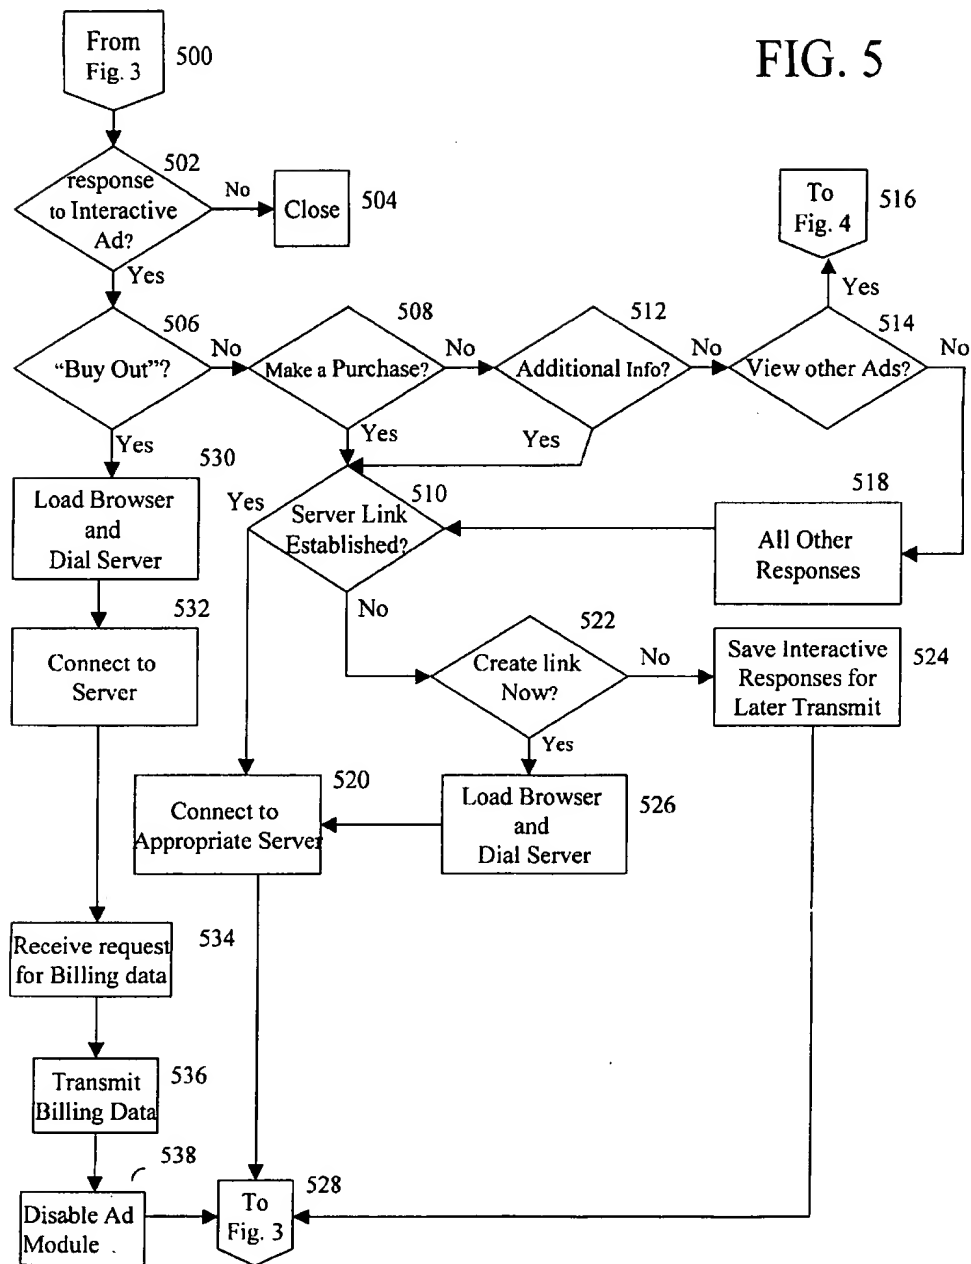 FIG. 5
From
Fig. 3
500
502
response
to Interactive
Ad?
No
Close
504
Yes
To
Fig. 4
516
Yes
506
"Buy Out"?
No
508
Make a Purchase?
No
512
Additional Info?
No
514
View other Ads?
No
Yes
Yes
Yes
530
Load Browser
and
Dial Server
Yes
510
Server Link
Established?
518
All Other
Responses
No
532
Connect to
Server
522
Create link
Now?
No
Save Interactive
Responses for
Later Transmit
524
Yes
520
Connect to
Appropriate Server
Load Browser
and
Dial Server
526
Receive request
for Billing data
534
Transmit
Billing Data
536
538
Disable Ad
Module
To
Fig. 3
528